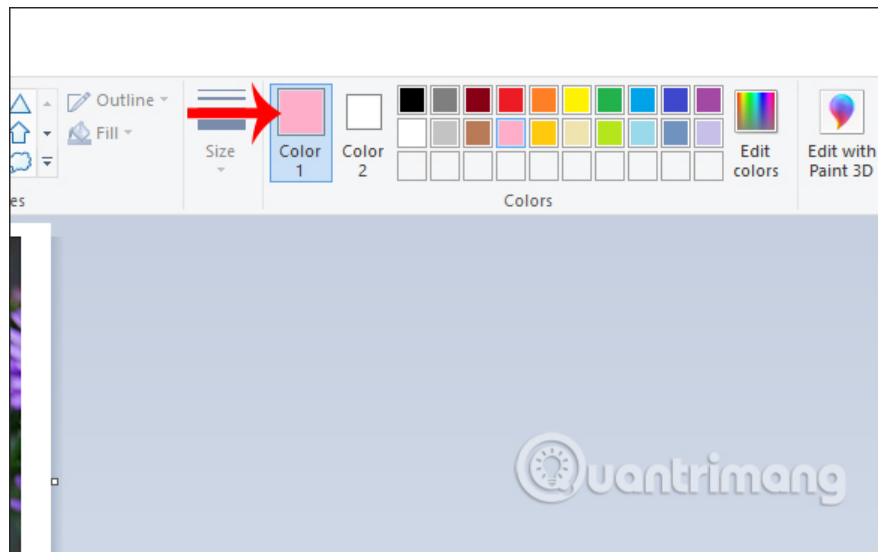 Outline
Fill
Size
Color
1
Color
2
Edit
colors
Edit with
Paint 3D
es
Colors
Quantrimang